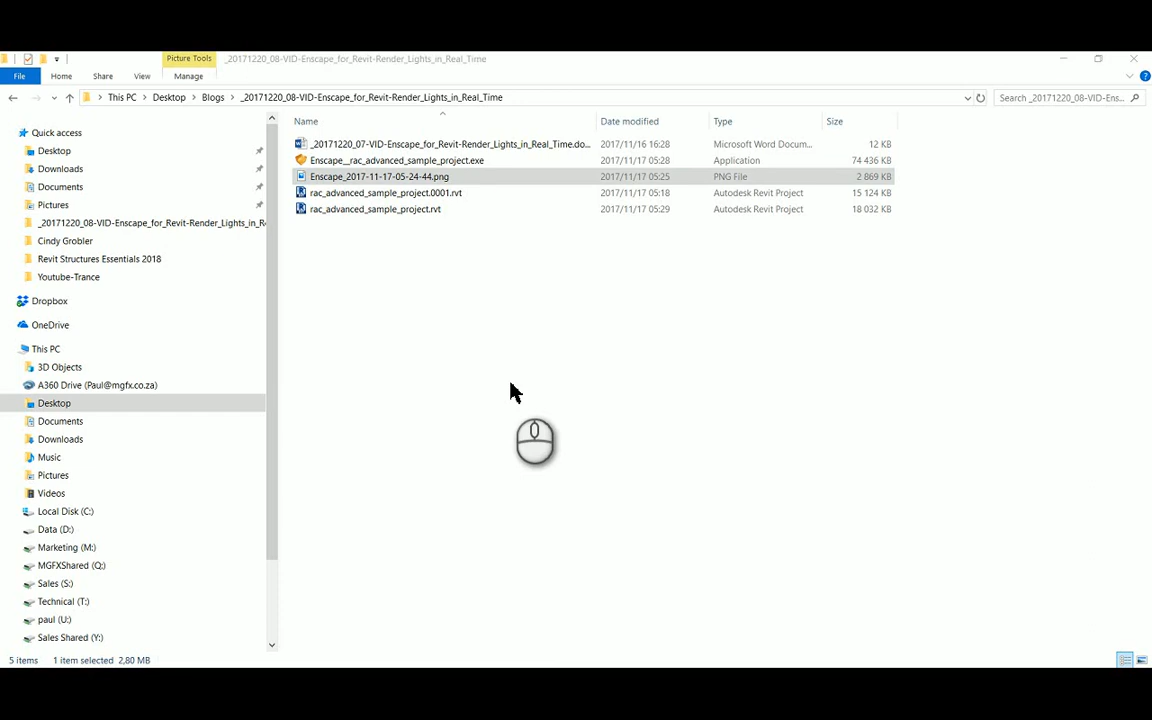 Picture Tools
_20171220_08-VID-Enscape_for_Revit-Render_Lights_in_Real_Time
File Home Share View Manage
This PC > Desktop > Blogs > _20171220_08-VID-Enscape_for_Revit-Render_Lights_in_Real_Time
Search _20171220_08-VID-Ens...
Name Date modified Type Size
_20171220_07-VID-Enscape_for_Revit-Render_Lights_in_Real_Time.do... 2017/11/16 16:28 Microsoft Word Docum... 12 KB
Enscape__rac_advanced_sample_project.exe 2017/11/17 05:28 Application 74 436 KB
Enscape_2017-11-17-05-24-44.png 2017/11/17 05:25 PNG File 2 869 KB
rac_advanced_sample_project.0001.rvt 2017/11/17 05:18 Autodesk Revit Project 15 124 KB
rac_advanced_sample_project.rvt 2017/11/17 05:29 Autodesk Revit Project 18 032 KB
Quick access
Desktop
Downloads
Documents
Pictures
_20171220_08-VID-Enscape_for_Revit-Render_Lights_in_R
Cindy Grobler
Revit Structures Essentials 2018
Youtube-Trance
Dropbox
OneDrive
This PC
3D Objects
A360 Drive (Paul@mgfx.co.za)
Desktop
Documents
Downloads
Music
Pictures
Videos
Local Disk (C:)
Data (D:)
Marketing (M:)
MGFXShared (Q:)
Sales (S:)
Technical (T:)
paul (U:)
Sales Shared (Y:)
5 items 1 item selected 2,80 MB